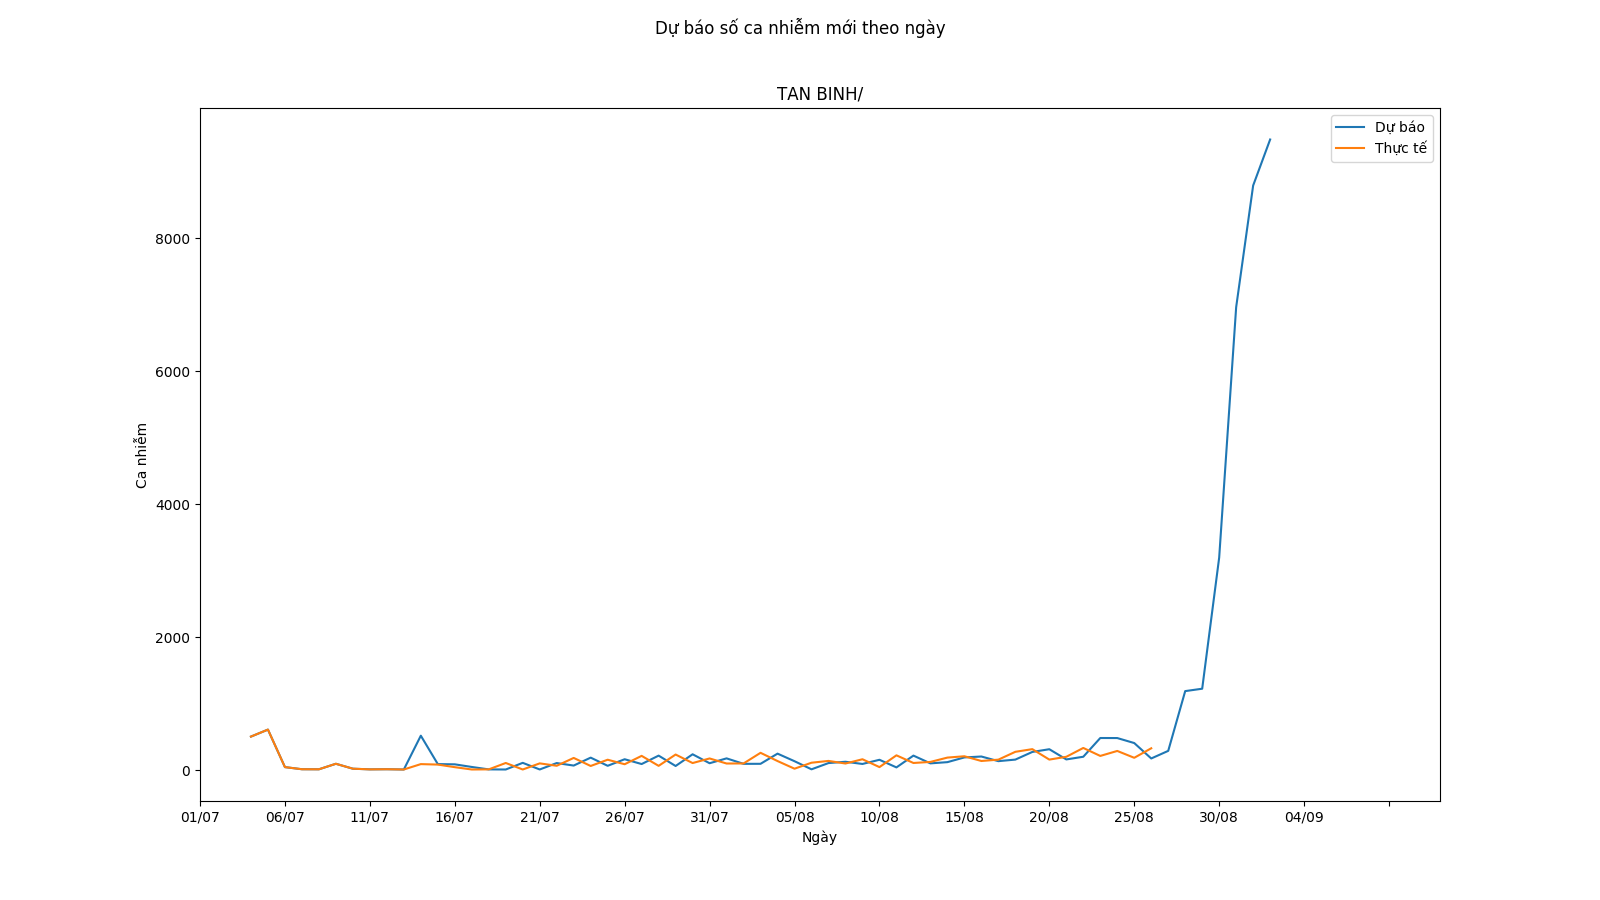 Dự báo số ca nhiễm mới theo ngày
TAN BINH/
Dự báo
Thực tế
Ca nhiễm
8000
6000
4000
2000
0
01/07 06/07 11/07 16/07 21/07 26/07 31/07 05/08 10/08 15/08 20/08 25/08 30/08 04/09
Ngày